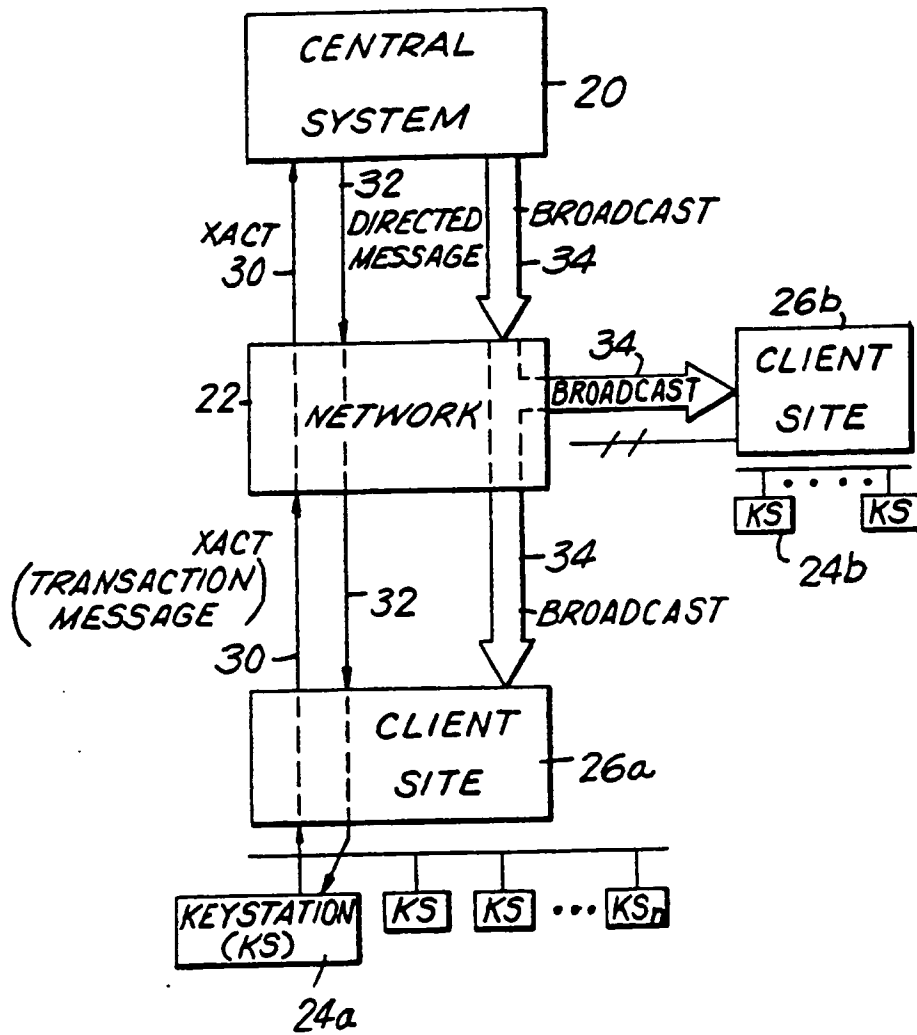 CENTRAL
SYSTEM
20
32
DIRECTED
MESSAGE
BROADCAST
34
XACT
30
26b
CLIENT
SITE
34
BROADCAST
22
NETWORK
KS
....
KS
24b
XACT
(TRANSACTION
MESSAGE)
30
32
34
BROADCAST
CLIENT
SITE
26a
KEYSTATION
(KS)
KS
KS
...
KSn
24a